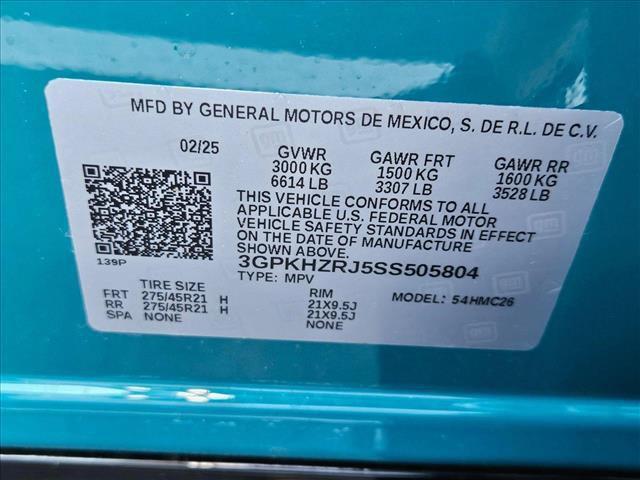 MFD BY GENERAL MOTORS DE MEXICO, S. DE R.L. DE C.V.
02/25 GVWR GAWR FRT GAWR RR
3000 KG 1500 KG 1600 KG
6614 LB 3307 LB 3528 LB
THIS VEHICLE CONFORMS TO ALL
APPLICABLE U.S. FEDERAL MOTOR
VEHICLE SAFETY STANDARDS IN EFFECT
ON THE DATE OF MANUFACTURE
SHOWN ABOVE.
3GPKHZRJ5SS505804
139P
TYPE: MPV
TIRE SIZE RIM MODEL: 54HMC26
FRT 275/45R21 H 21X9.5J
RR 275/45R21 H 21X9.5J
SPA NONE NONE